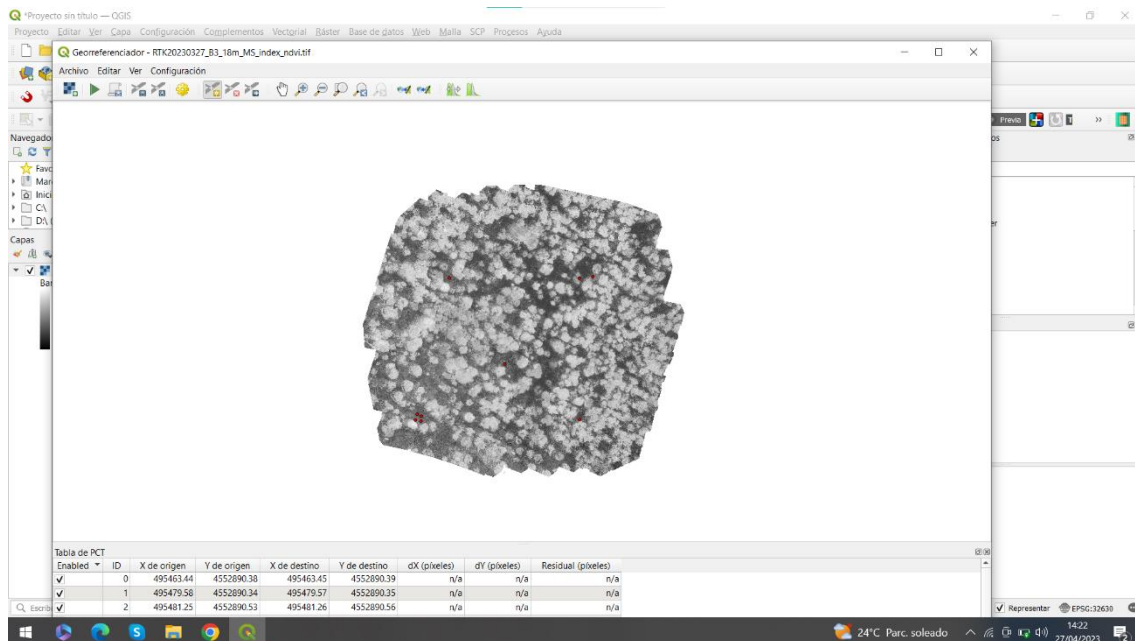 *Proyecto sin título — QGIS
Proyecto Editar Ver Capa Configuración Complementos Vectorial Ráster Base de datos Web Malla SCP Procesos Ayuda
Georreferenciador - RTK20230327_B3_18m_MS_index_ndvi.tif
Archivo Editar Ver Configuración
Previa
Navegado
Favo
Mar
Inici
C:\
D:\ (
Capas
Ba
Tabla de PCT
Enabled ID X de origen Y de origen X de destino Y de destino dX (píxeles) dY (píxeles) Residual (píxeles)
0 495463.44 4552890.38 495463.45 4552890.39 n/a n/a n/a
1 495479.58 4552890.34 495479.57 4552890.35 n/a n/a n/a
2 495481.25 4552890.53 495481.26 4552890.56 n/a n/a n/a
Escrib
Representar EPSG:32630
24°C Parc. soleado
14:22
27/04/2023